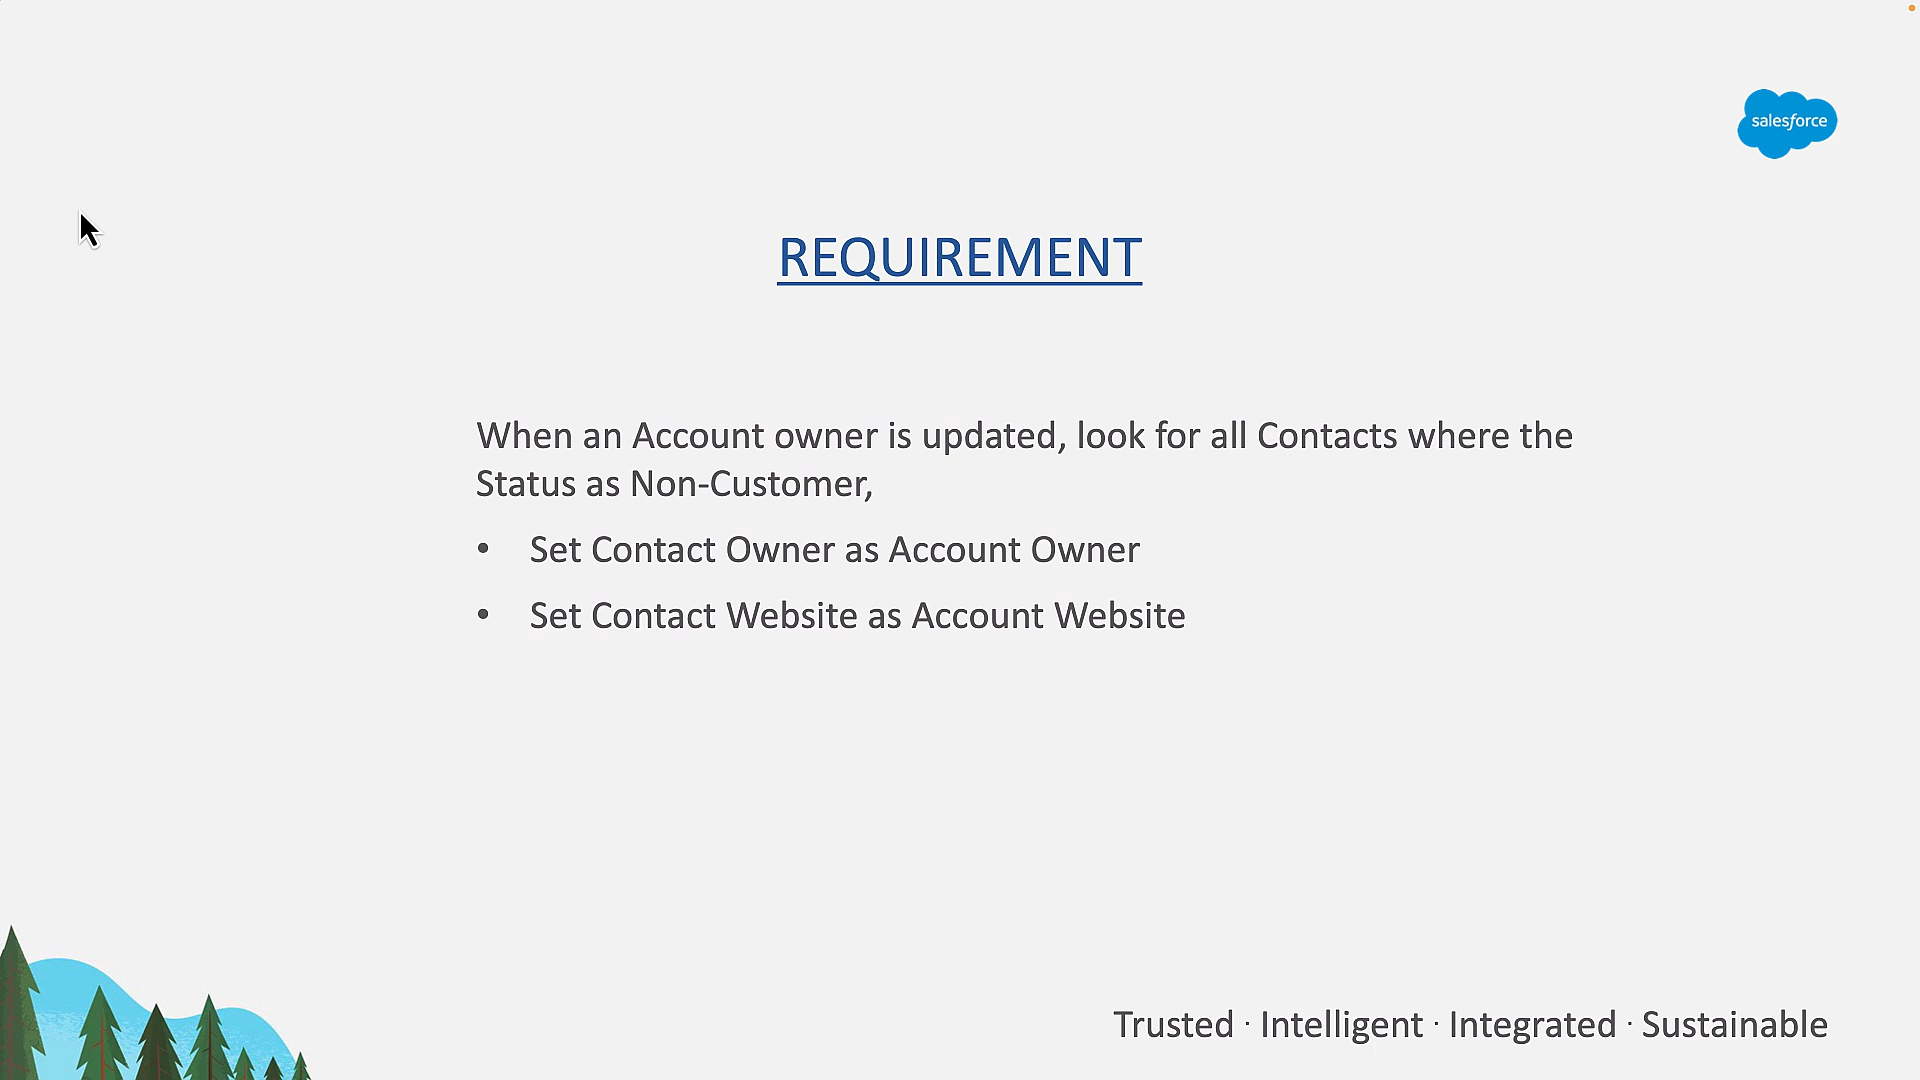 salesforce
REQUIREMENT
When an Account owner is updated, look for all Contacts where the
Status as Non-Customer,
• Set Contact Owner as Account Owner
• Set Contact Website as Account Website
Trusted · Intelligent · Integrated · Sustainable